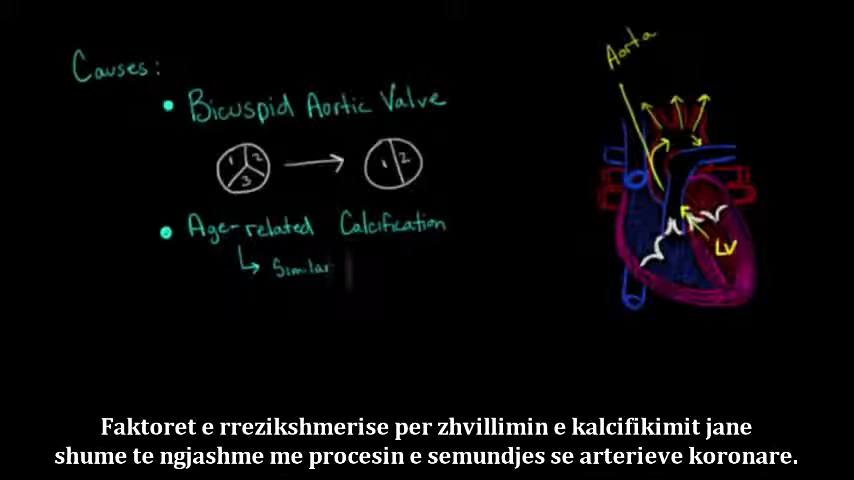 Causes:
• Bicuspid Aortic Valve
1 2 3
1 2
• Age-related Calcification
Similar
Aorta
LV
Faktoret e rrezikshmerise per zhvillimin e kalcifikimit jane
shume te ngjashme me procesin e semundjes se arterieve koronare.